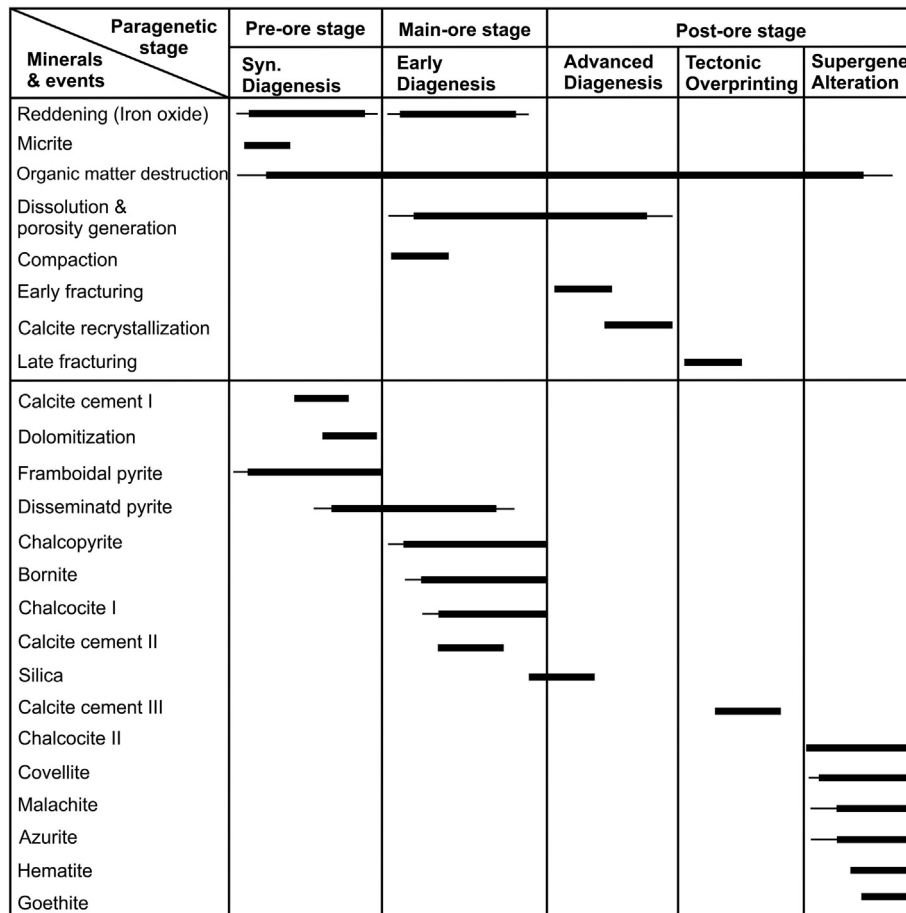 Paragenetic
stage
Minerals
& events
Pre-ore stage
Main-ore stage
Post-ore stage
Syn.
Diagenesis
Early
Diagenesis
Advanced
Diagenesis
Tectonic
Overprinting
Supergene
Alteration
Reddening (Iron oxide)
Micrite
Organic matter destruction
Dissolution &
porosity generation
Compaction
Early fracturing
Calcite recrystallization
Late fracturing
Calcite cement I
Dolomitization
Framboidal pyrite
Disseminatd pyrite
Chalcopyrite
Bornite
Chalcocite I
Calcite cement II
Silica
Calcite cement III
Chalcocite II
Covellite
Malachite
Azurite
Hematite
Goethite